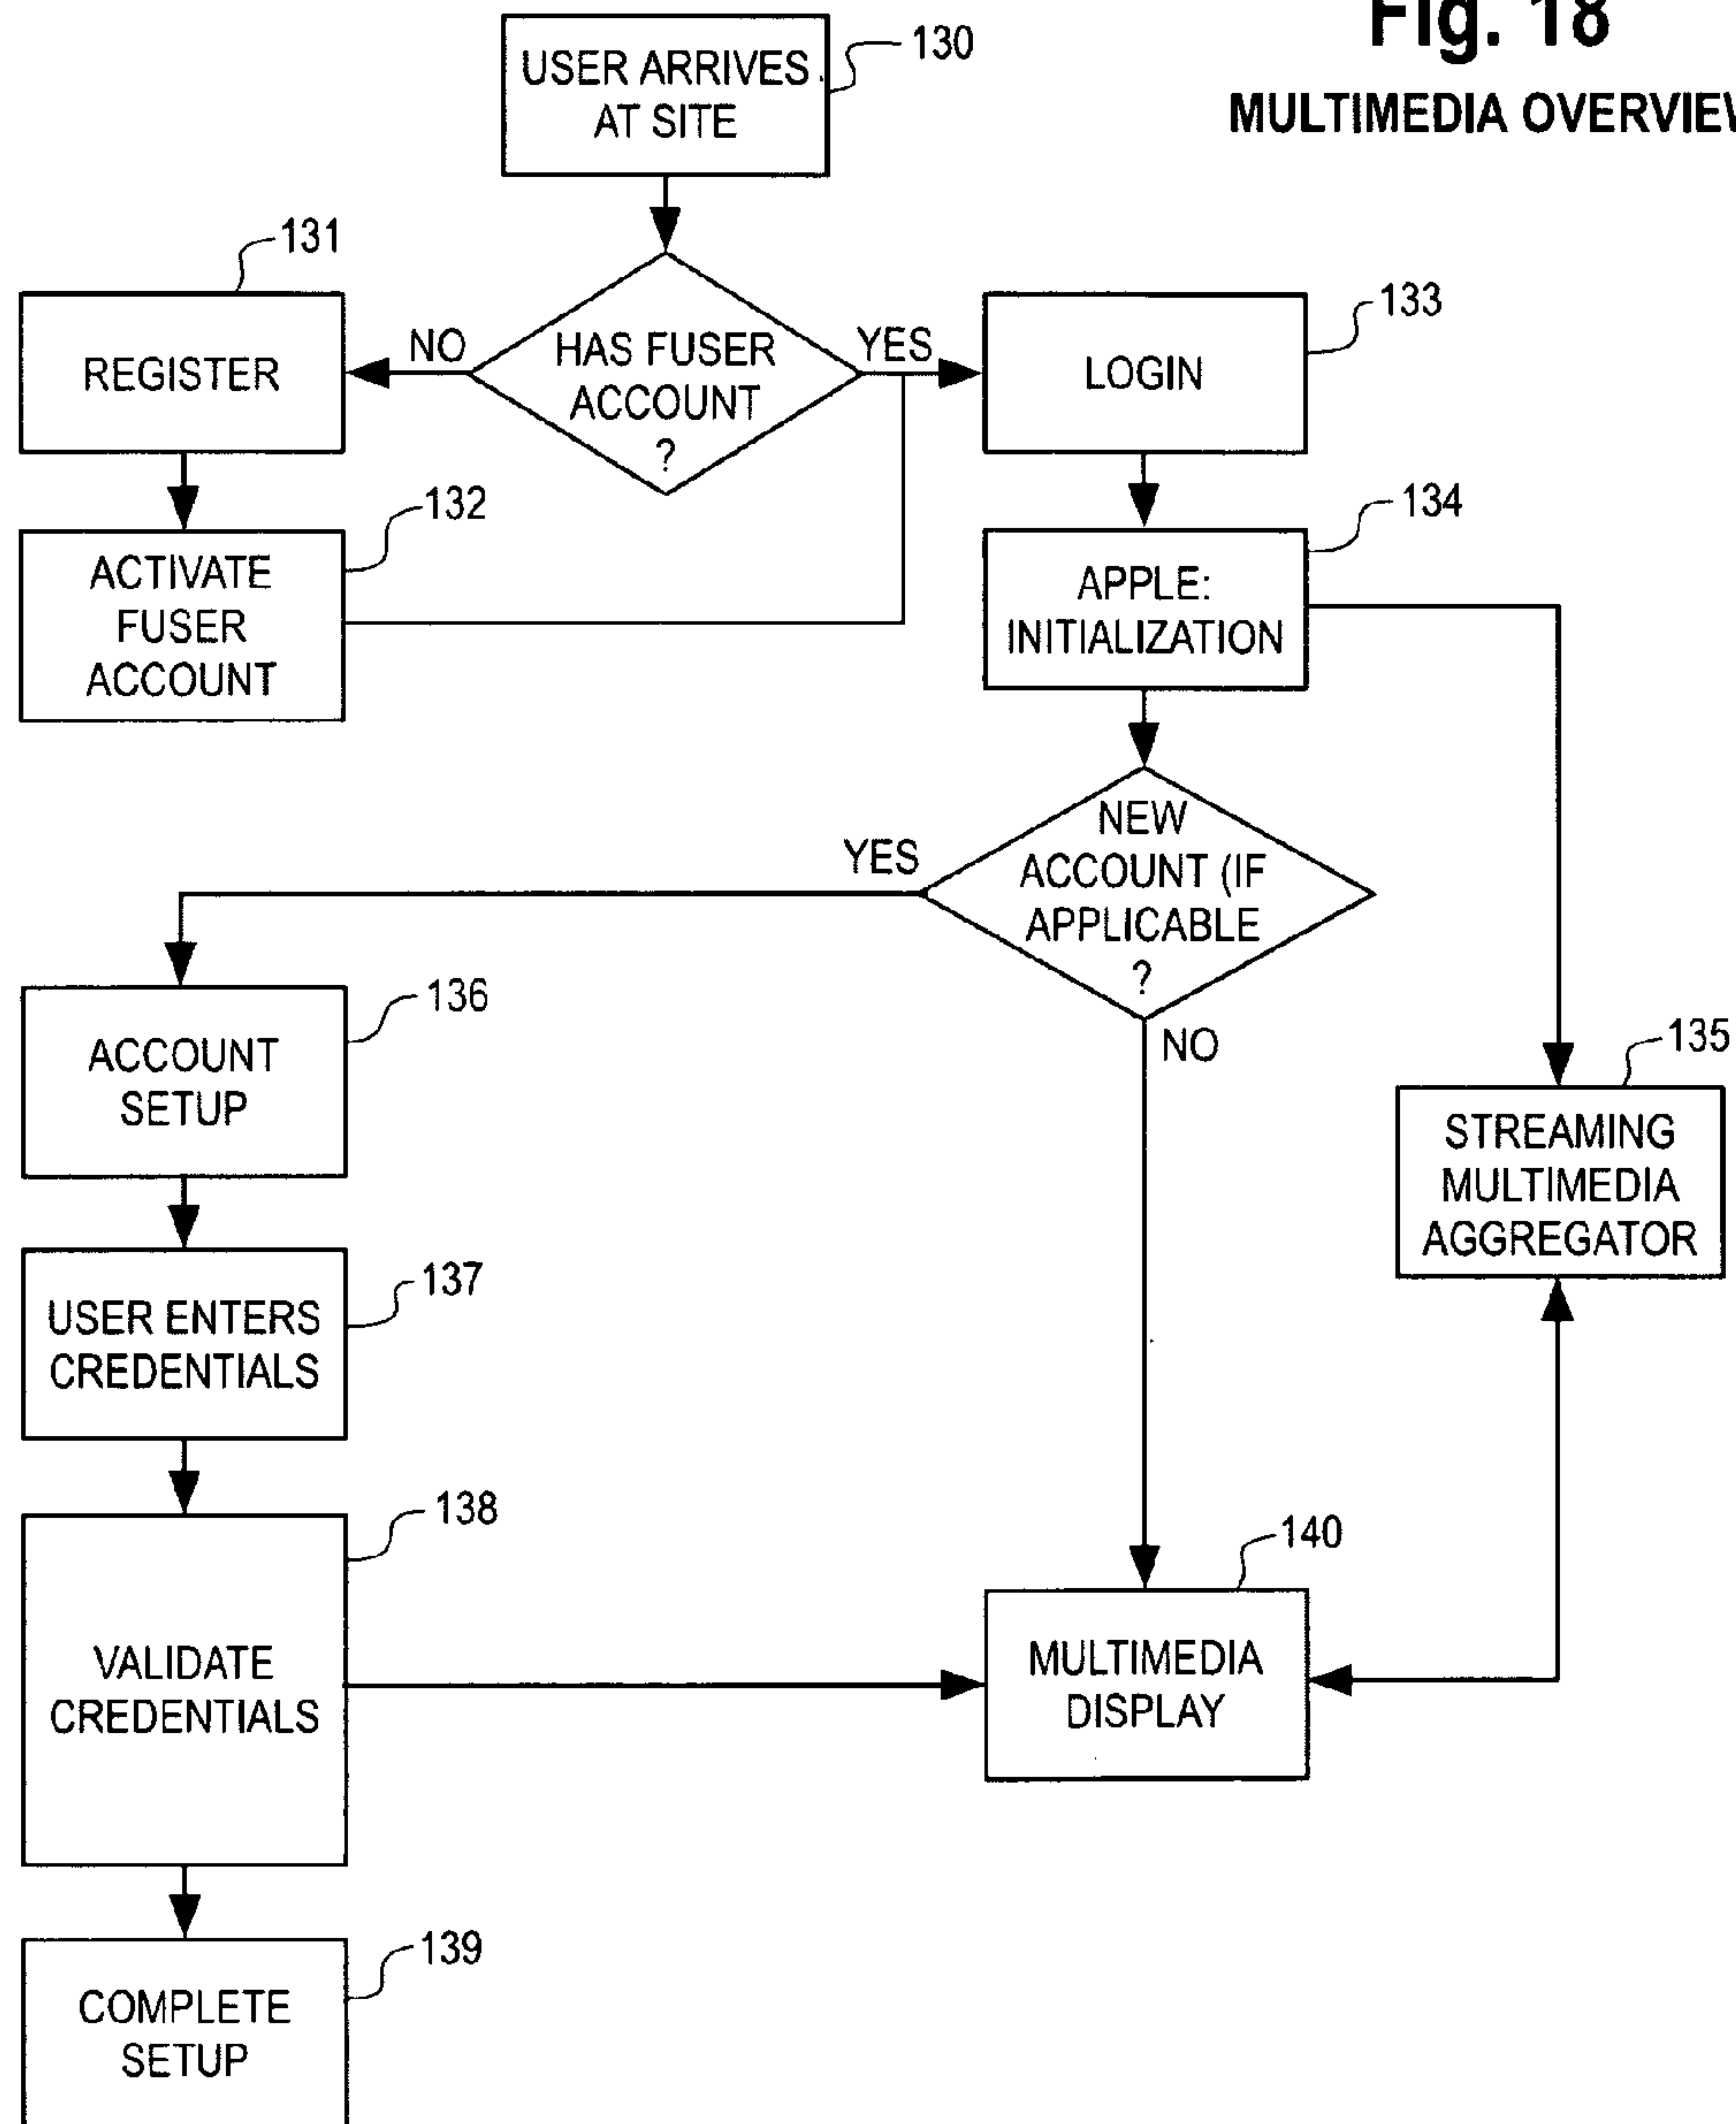 Fig. 18
MULTIMEDIA OVERVIEW
USER ARRIVES
AT SITE
130
131
REGISTER
NO
HAS FUSER
ACCOUNT
?
YES
LOGIN
133
132
ACTIVATE
FUSER
ACCOUNT
134
APPLE:
INITIALIZATION
NEW
ACCOUNT (IF
APPLICABLE
?
YES
NO
136
ACCOUNT
SETUP
135
STREAMING
MULTIMEDIA
AGGREGATOR
137
USER ENTERS
CREDENTIALS
138
VALIDATE
CREDENTIALS
140
MULTIMEDIA
DISPLAY
139
COMPLETE
SETUP